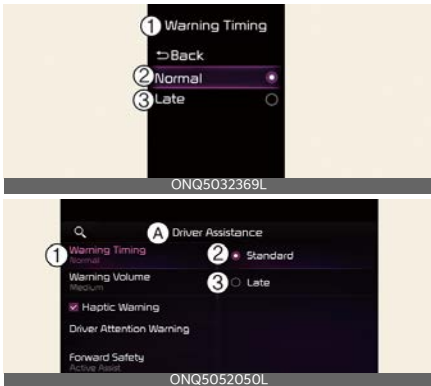 ① Warning Timing
Back
② Normal
③ Late
ONQ5032369L
Ⓐ Driver Assistance
① Warning Timing
Normal
② Standard
Warning Volume
Medium
③ Late
Haptic Warning
Driver Attention Warning
Forward Safety
Active Assist
ONQ5052050L